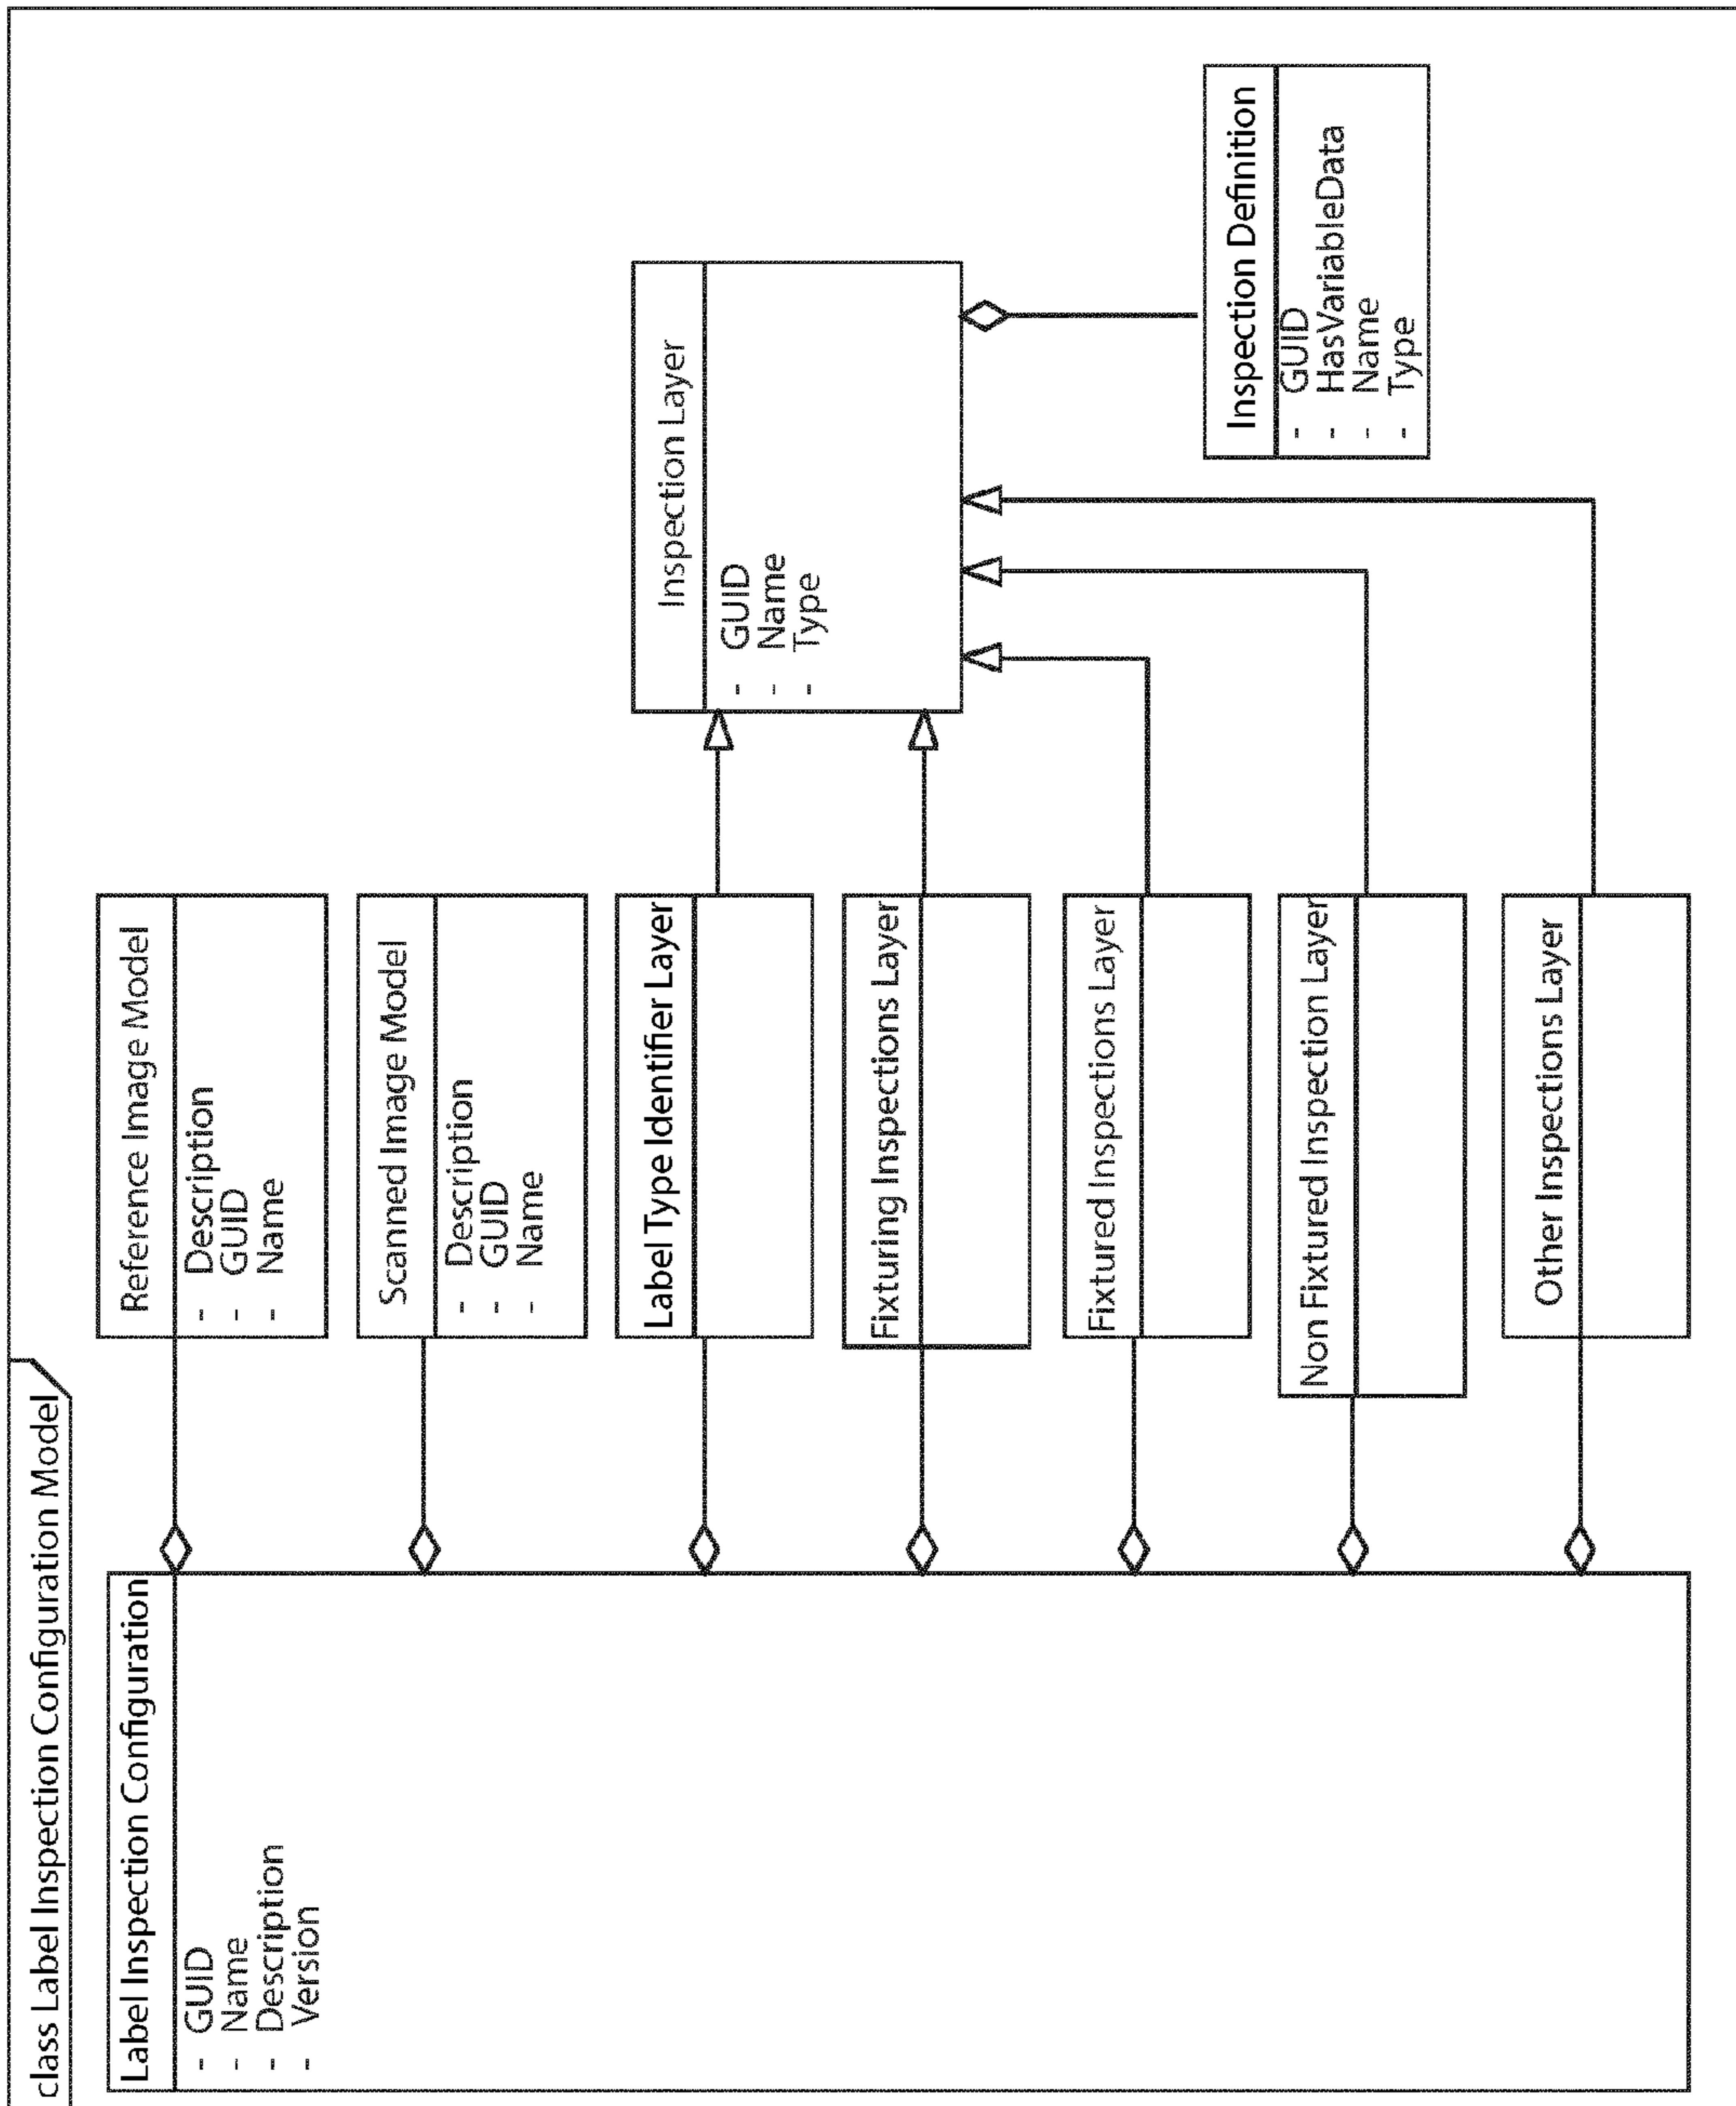 class Label Inspection Configuration Model
Label Inspection Configuration
- GUID
- Name
- Description
- Version
Reference Image Model
- Description
- GUID
- Name
Scanned Image Model
- Description
- GUID
- Name
Label Type Identifier Layer
Fixturing Inspections Layer
Fixtured Inspections Layer
Non Fixtured Inspection Layer
Other Inspections Layer
Inspection Layer
- GUID
- Name
- Type
Inspection Definition
- GUID
- HasVariableData
- Name
- Type